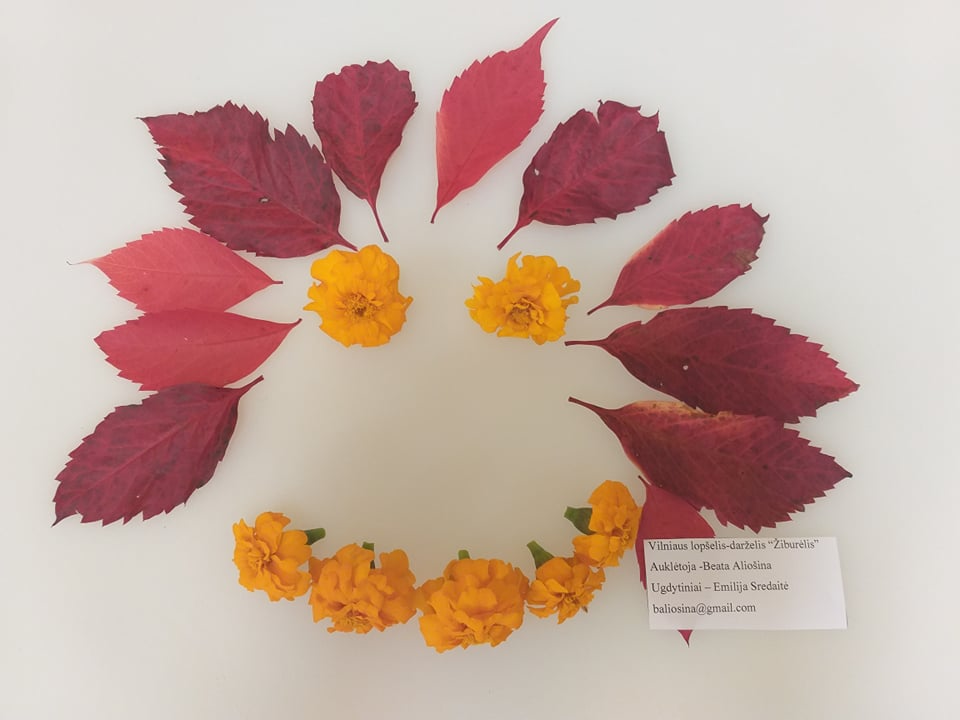 Vilniaus lopšelis-darželis “Žiburėlis”
Auklėtoja -Beata Aliošina
Ugdytiniai – Emilija Sredaitė
baliosina@gmail.com